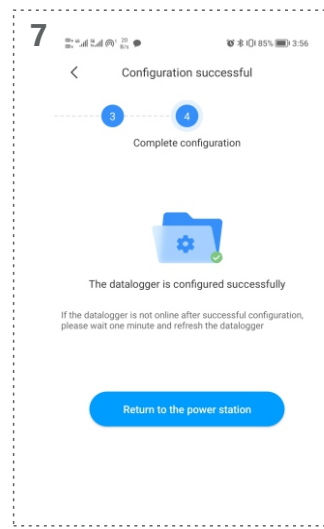 7
85% 3:56
Configuration successful
3 4
Complete configuration
The datalogger is configured successfully
If the datalogger is not online after successful configuration,
please wait one minute and refresh the datalogger
Return to the power station